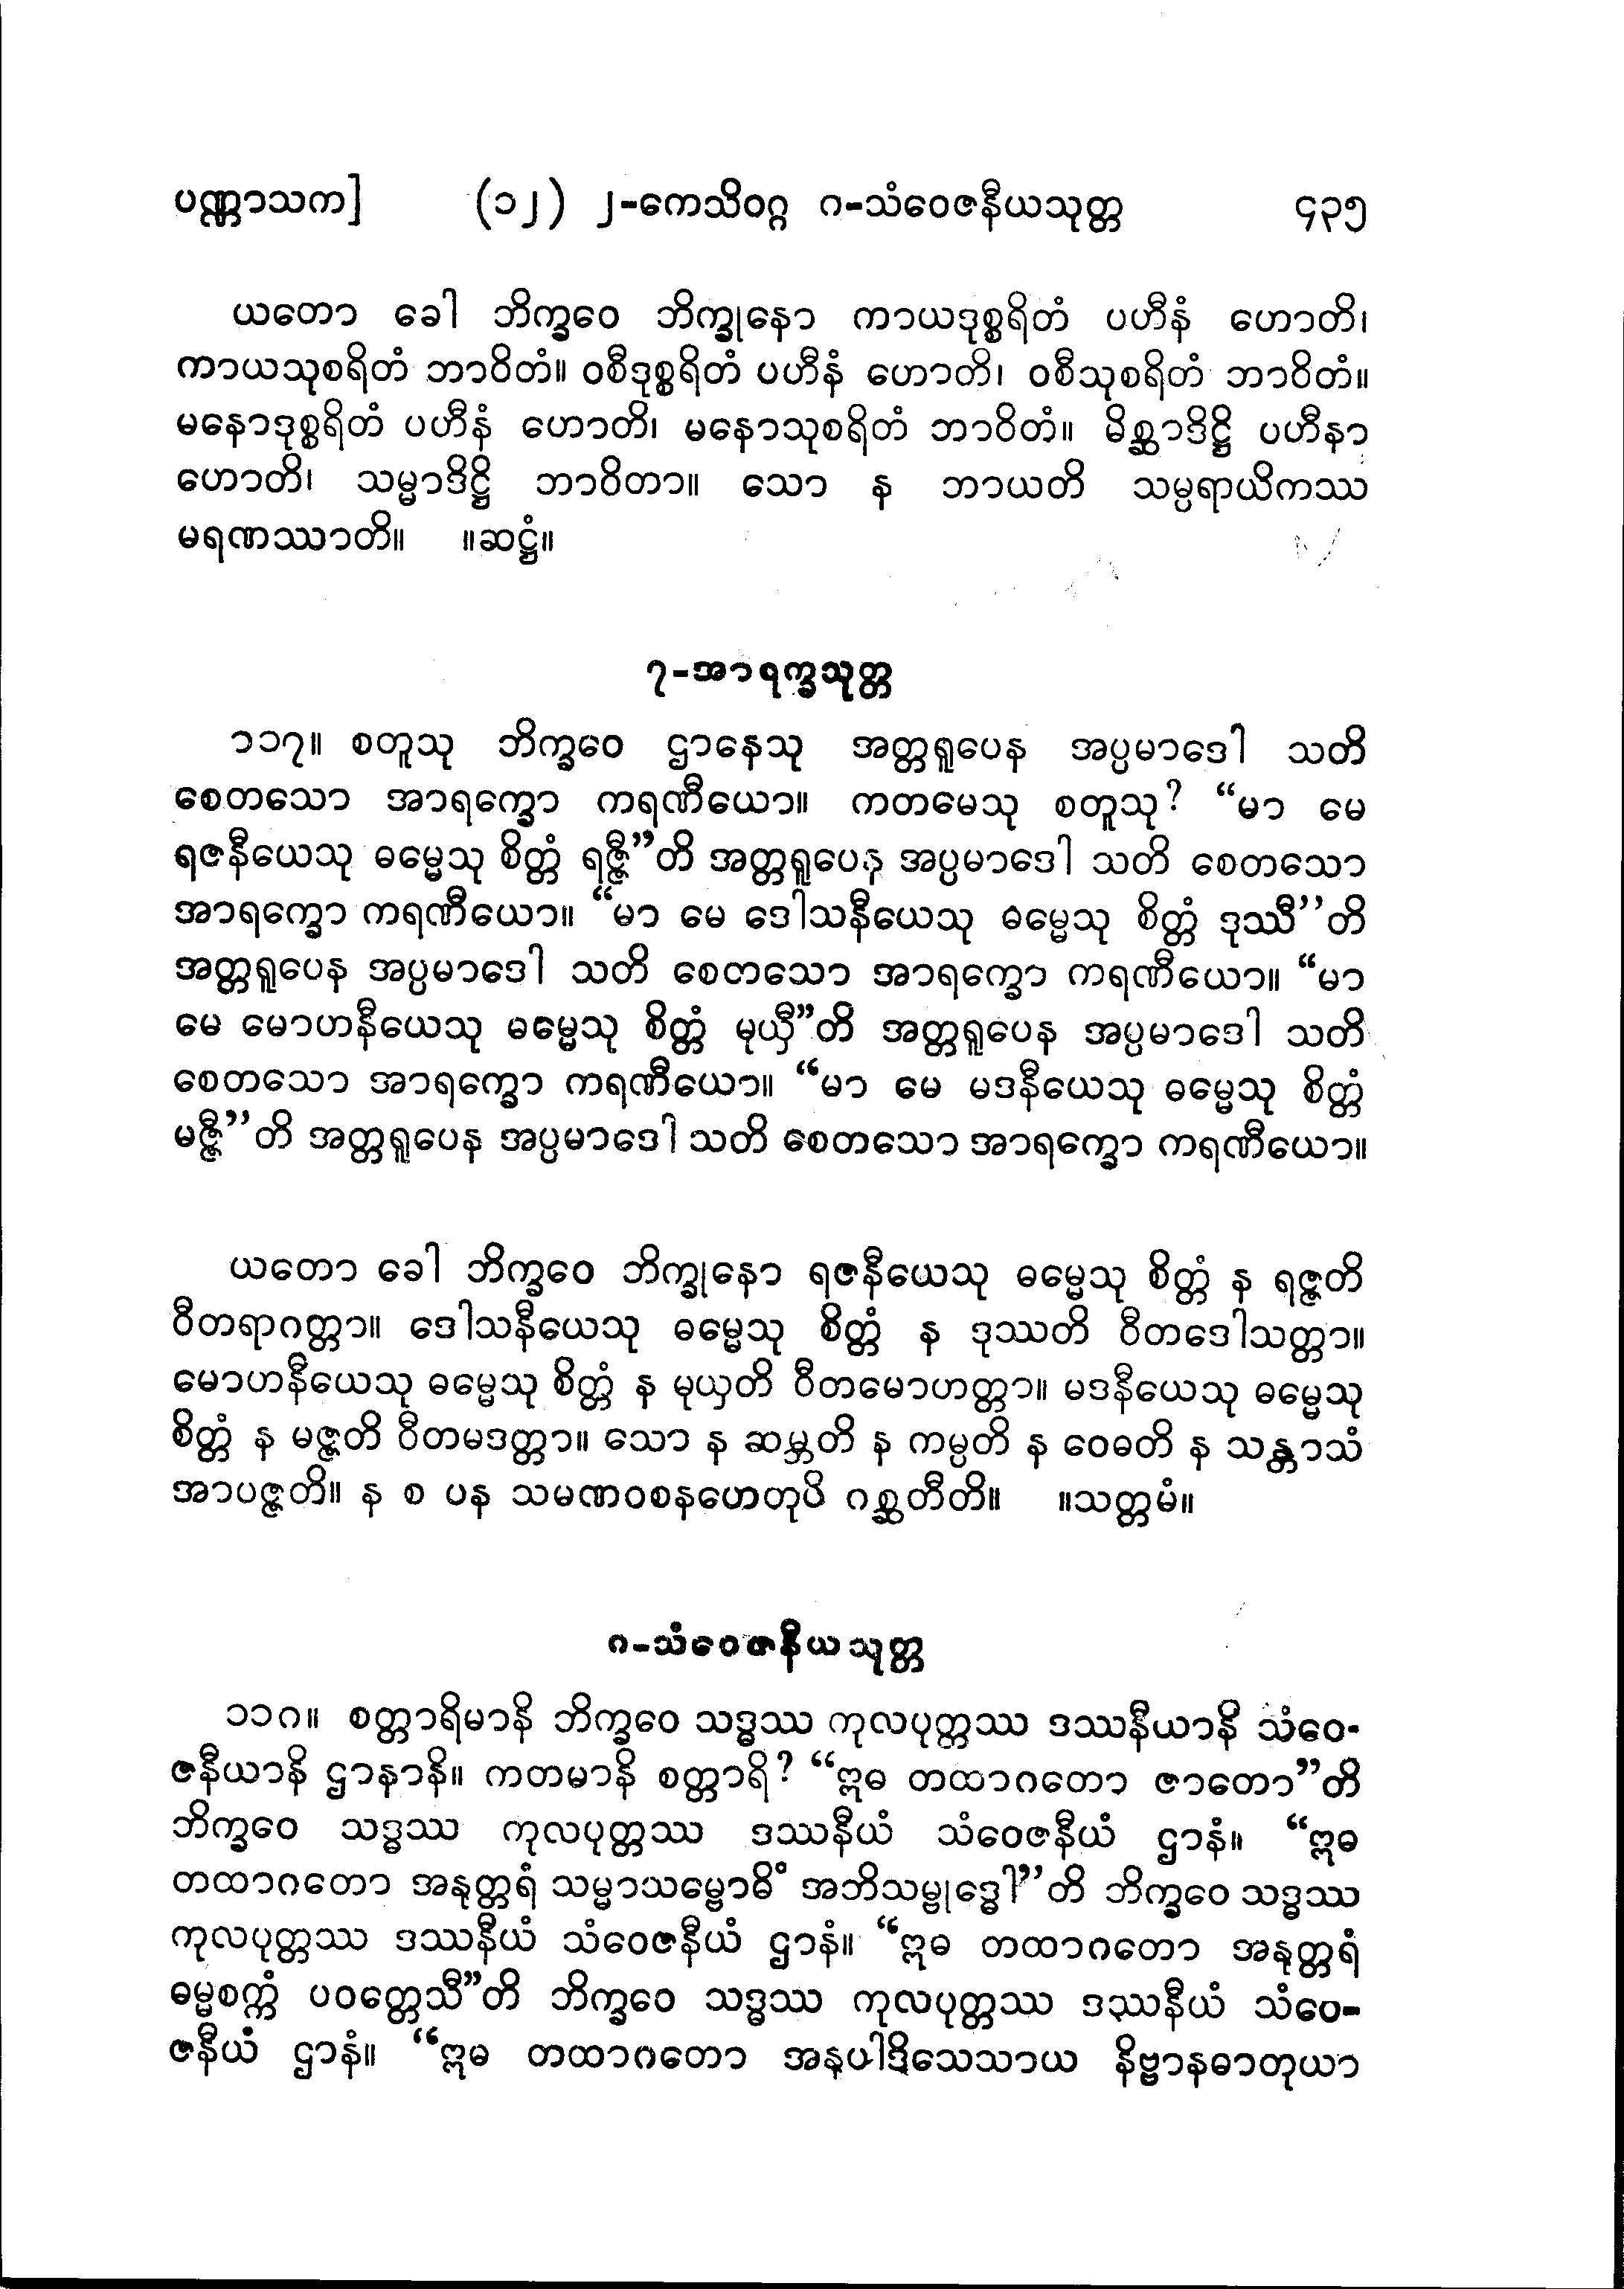 ပဏ္ဏာသက] (၁၂) ၂-ကေသိဝဂ္ဂ ၈-သံဝေဇနီယသုတ္တ ၄၃၅
ယတော ခေါ ဘိက္ခဝေ ဘိက္ခုနော ကာယဒုစ္စရိတံ ပဟီနံ ဟောတိ၊
ကာယသုစရိတံ ဘာဝိတံ။ ဝစီဒုစ္စရိတံ ပဟီနံ ဟောတိ၊ ဝစီသုစရိတံ ဘာဝိတံ။
မနောဒုစ္စရိတံ ပဟီနံ ဟောတိ၊ မနောသုစရိတံ ဘာဝိတံ။ မိစ္ဆာဒိဋ္ဌိ ပဟီနာ
ဟောတိ၊ သမ္မာဒိဋ္ဌိ ဘာဝိတာ။ သော န ဘာယတိ သမ္ပရာယိကဿ
မရဏဿာတိ။ ။ဆဋ္ဌံ။
၇-အာရက္ခသုတ္တ
၁၁၇။ စတူသု ဘိက္ခဝေ ဌာနေသု အတ္တရူပေန အပ္ပမာဒေါ သတိ
စေတသော အာရက္ခော ကရဏီယော။ ကတမေသု စတူသု? “မာ မေ
ရဇနီယေသု ဓမ္မေသု စိတ္တံ ရဇ္ဇီ”တိ အတ္တရူပေန အပ္ပမာဒေါ သတိ စေတသော
အာရက္ခော ကရဏီယော။ “မာ မေ ဒေါသနီယေသု ဓမ္မေသု စိတ္တံ ဒုဿီ”တိ
အတ္တရူပေန အပ္ပမာဒေါ သတိ စေတသော အာရက္ခော ကရဏီယော။ “မာ
မေ မောဟနီယေသု ဓမ္မေသု စိတ္တံ မုယှီ”တိ အတ္တရူပေန အပ္ပမာဒေါ သတိ
စေတသော အာရက္ခော ကရဏီယော။ “မာ မေ မဒနီယေသု ဓမ္မေသု စိတ္တံ
မဇ္ဇီ”တိ အတ္တရူပေန အပ္ပမာဒေါ သတိ စေတသော အာရက္ခော ကရဏီယော။
ယတော ခေါ ဘိက္ခဝေ ဘိက္ခုနော ရဇနီယေသု ဓမ္မေသု စိတ္တံ န ရဇ္ဇတိ
ဝီတရာဂတ္တာ။ ဒေါသနီယေသု ဓမ္မေသု စိတ္တံ န ဒုဿတိ ဝီတဒေါသတ္တာ။
မောဟနီယေသု ဓမ္မေသု စိတ္တံ န မုယှတိ ဝီတမောဟတ္တာ။ မဒနီယေသု ဓမ္မေသု
စိတ္တံ န မဇ္ဇတိ ဝီတမဒတ္တာ။ သော န ဆမ္ဘတိ န ကမ္ပတိ န ဝေဓတိ န သန္တာသံ
အာပဇ္ဇတိ။ န စ ပန သမဏဝစနဟေတုပိ ဂစ္ဆတီတိ။ ။သတ္တမံ။
၈-သံဝေဇနီယသုတ္တ
၁၁၈။ စတ္တာရိမာနိ ဘိက္ခဝေ သဒ္ဓဿ ကုလပုတ္တဿ ဒဿနီယာနိ သံဝေ-
ဇနီယာနိ ဌာနာနိ။ ကတမာနိ စတ္တာရိ? “ဣဓ တထာဂတော ဇာတော”တိ
ဘိက္ခဝေ သဒ္ဓဿ ကုလပုတ္တဿ ဒဿနီယံ သံဝေဇနီယံ ဌာနံ။ “ဣဓ
တထာဂတော အနုတ္တရံ သမ္မာသမ္ဗောဓိံ အဘိသမ္ဗုဒ္ဓေါ”တိ ဘိက္ခဝေ သဒ္ဓဿ
ကုလပုတ္တဿ ဒဿနီယံ သံဝေဇနီယံ ဌာနံ။ “ဣဓ တထာဂတော အနုတ္တရံ
ဓမ္မစက္ကံ ပဝတ္တေသီ”တိ ဘိက္ခဝေ သဒ္ဓဿ ကုလပုတ္တဿ ဒဿနီယံ သံဝေ-
ဇနီယံ ဌာနံ။ “ဣဓ တထာဂတော အနုပါဒိသေသာယ နိဗ္ဗာနဓာတုယာ